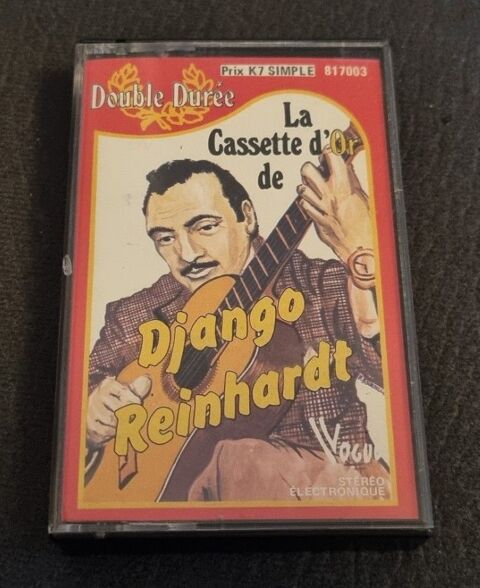 Prix K7 SIMPLE 817003
Double Durée
La
Cassette d'Or
de
Django
Reinhardt
Vogue
STÉRÉO
ÉLECTRONIQUE